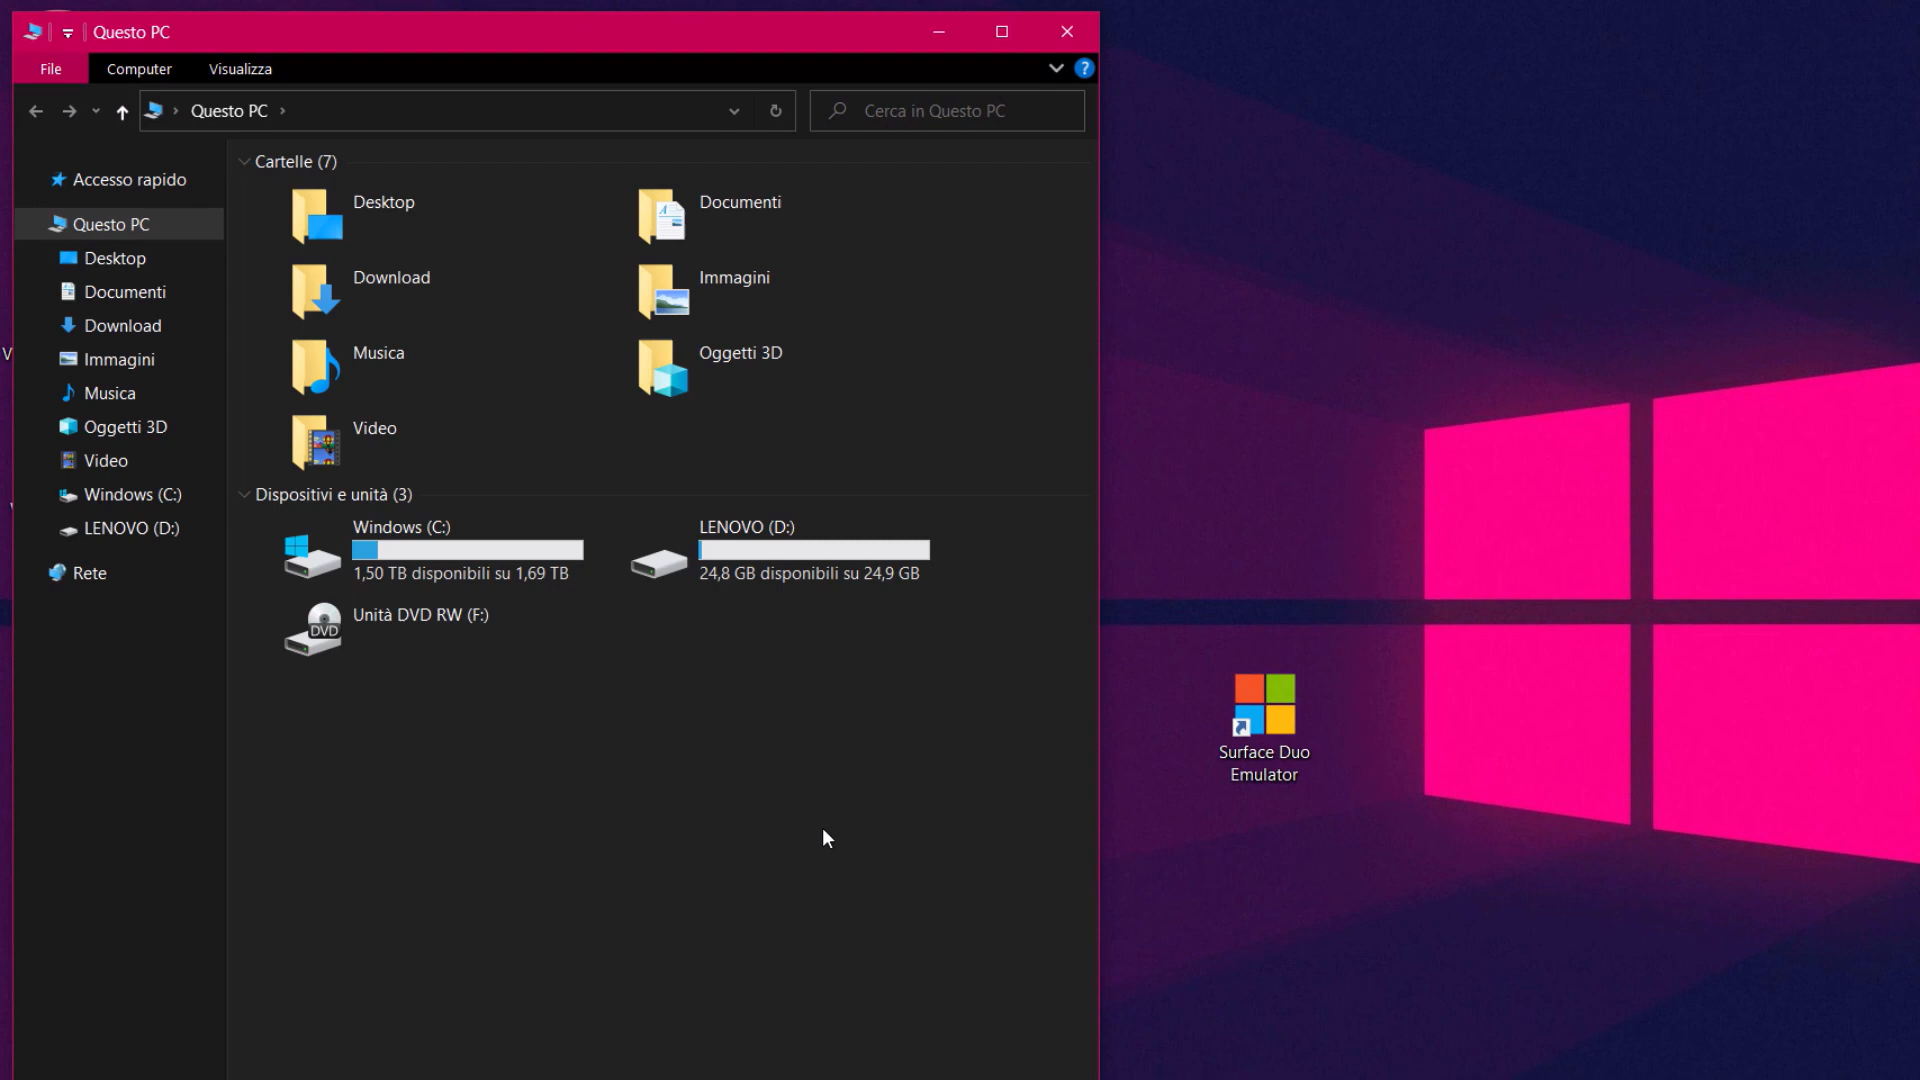 Questo PC
File
Computer
Visualizza
?
Questo PC
Cerca in Questo PC
Accesso rapido
Questo PC
Desktop
Documenti
Download
Immagini
Musica
Oggetti 3D
Video
Windows (C:)
LENOVO (D:)
Rete
Cartelle (7)
Desktop
Documenti
Download
Immagini
Musica
Oggetti 3D
Video
Dispositivi e unità (3)
Windows (C:)
1,50 TB disponibili su 1,69 TB
LENOVO (D:)
24,8 GB disponibili su 24,9 GB
DVD
Unità DVD RW (F:)
Surface Duo
Emulator